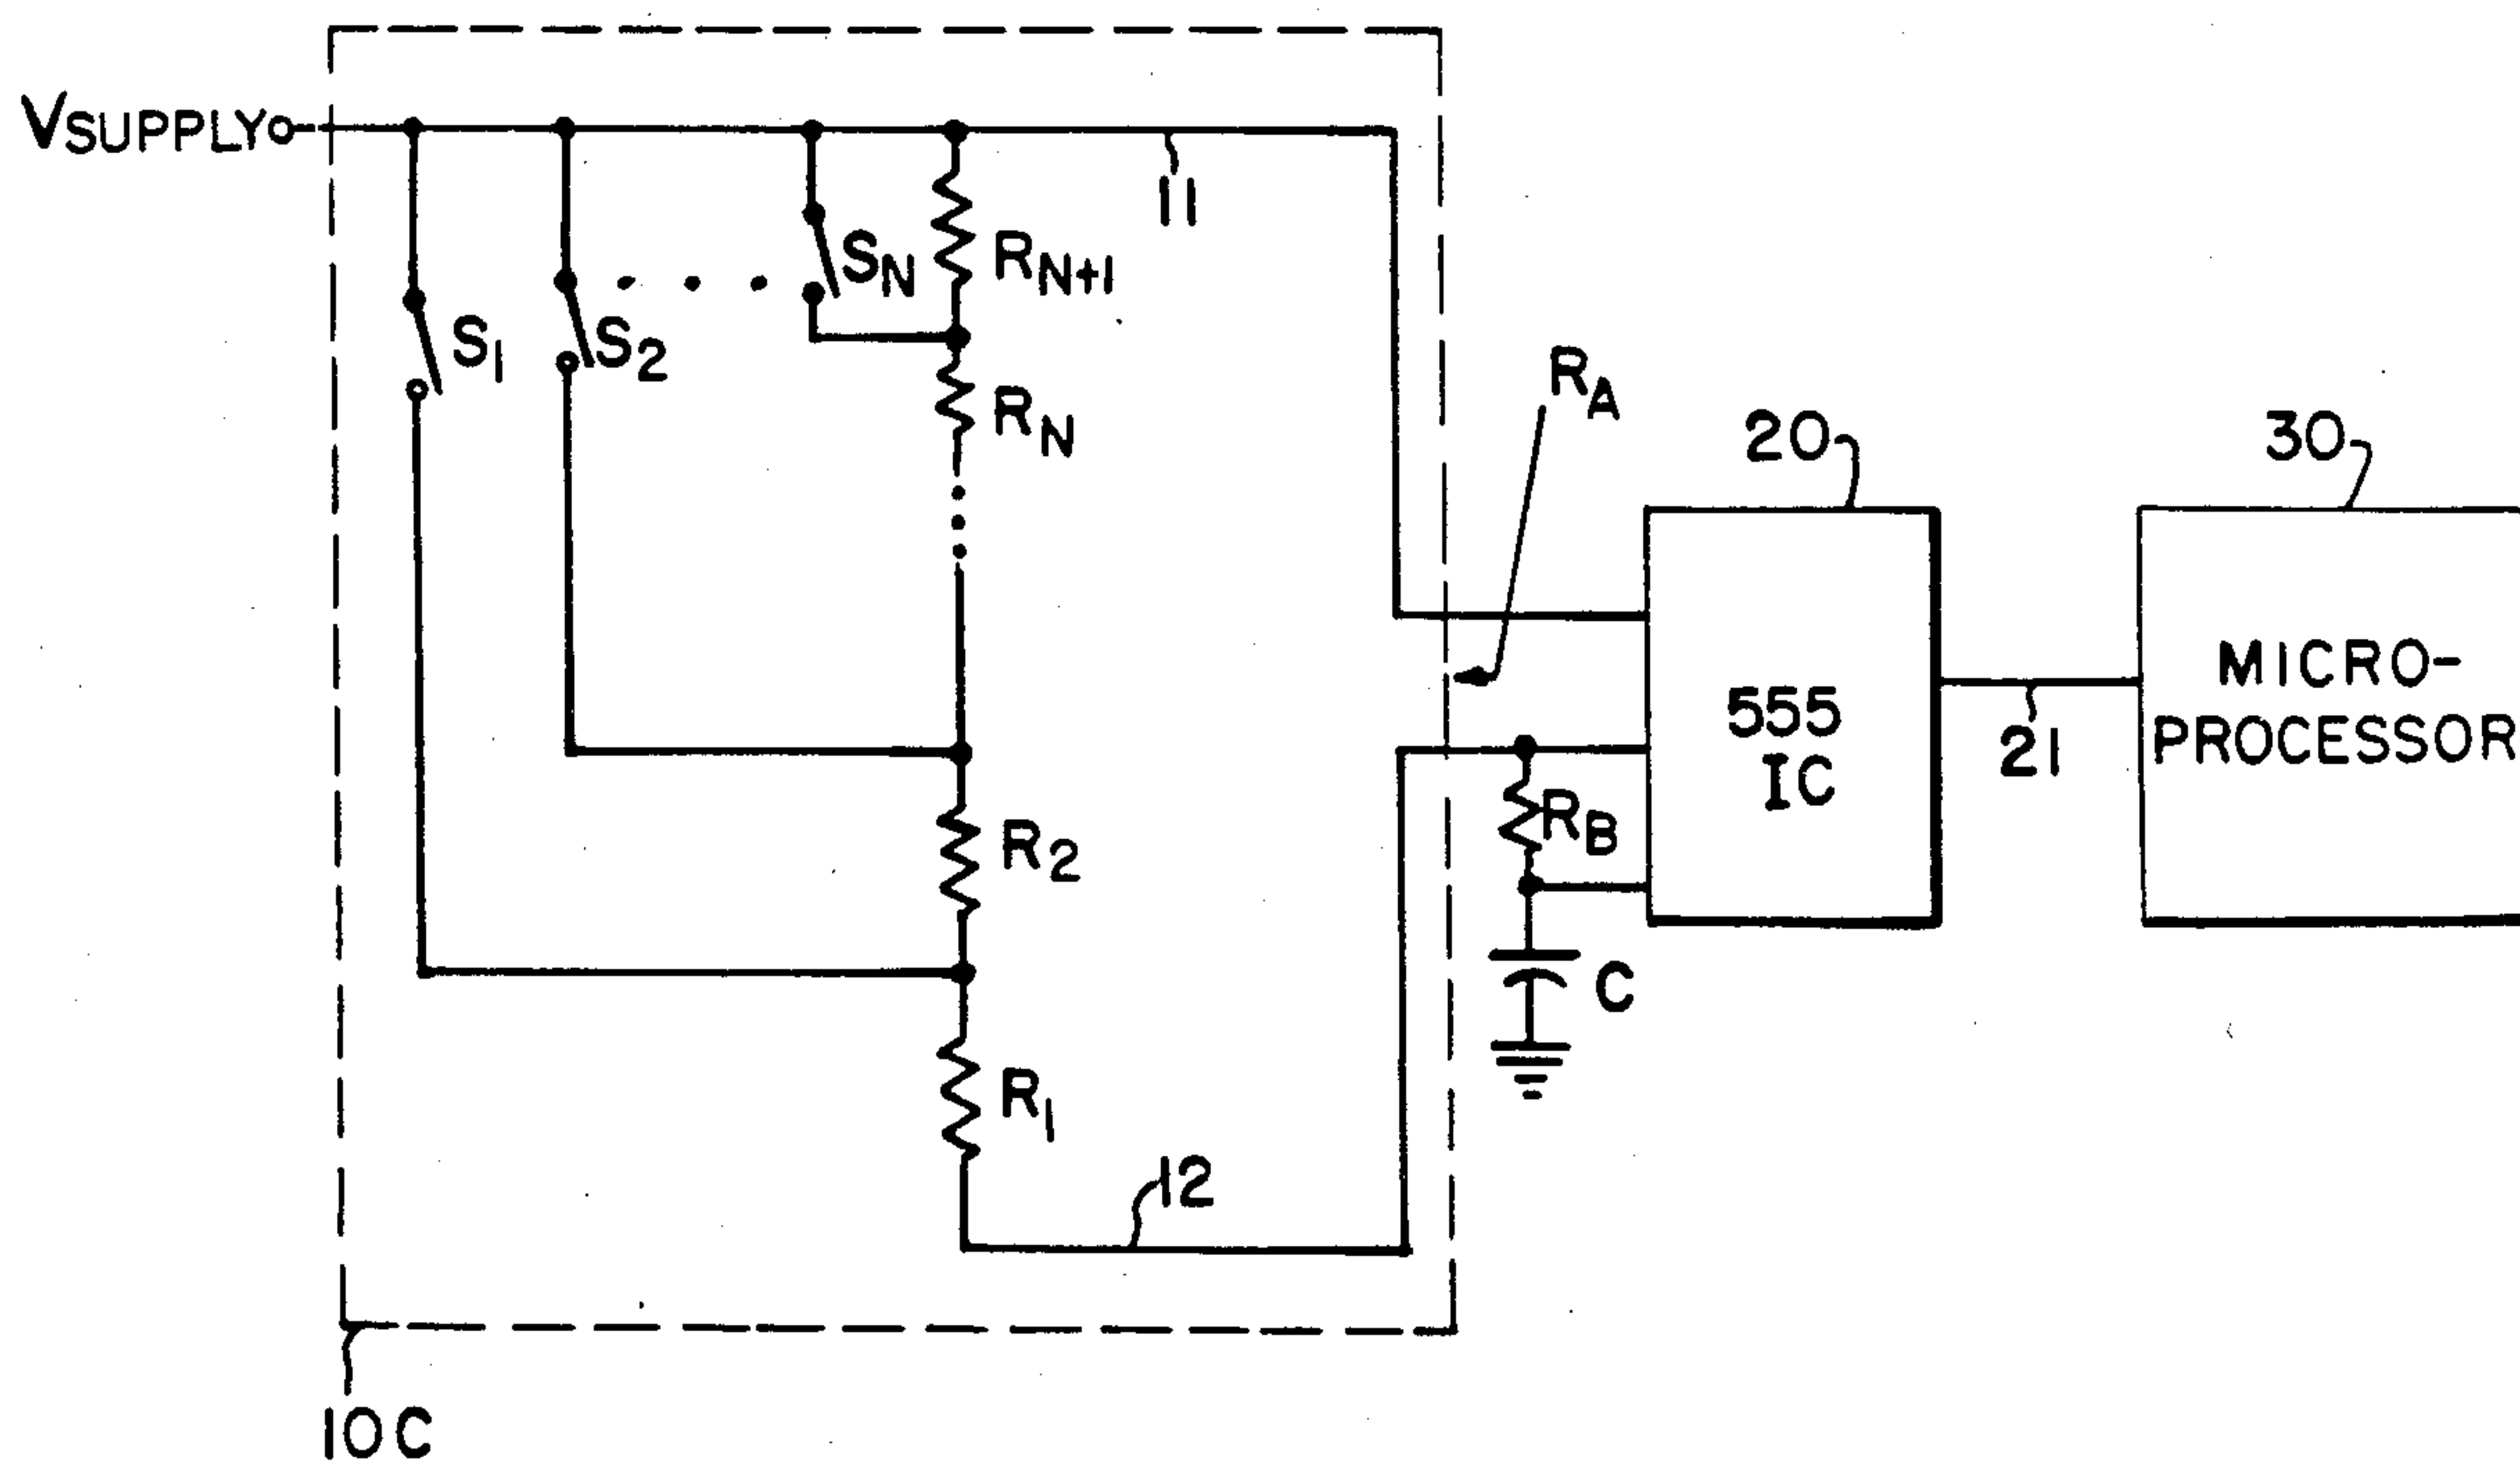 VSUPPLY
11
SN
RN+1
S1
S2
RA
RN
20
30
MICRO-
PROCESSOR
555
IC
21
RB
R2
C
R1
12
10C